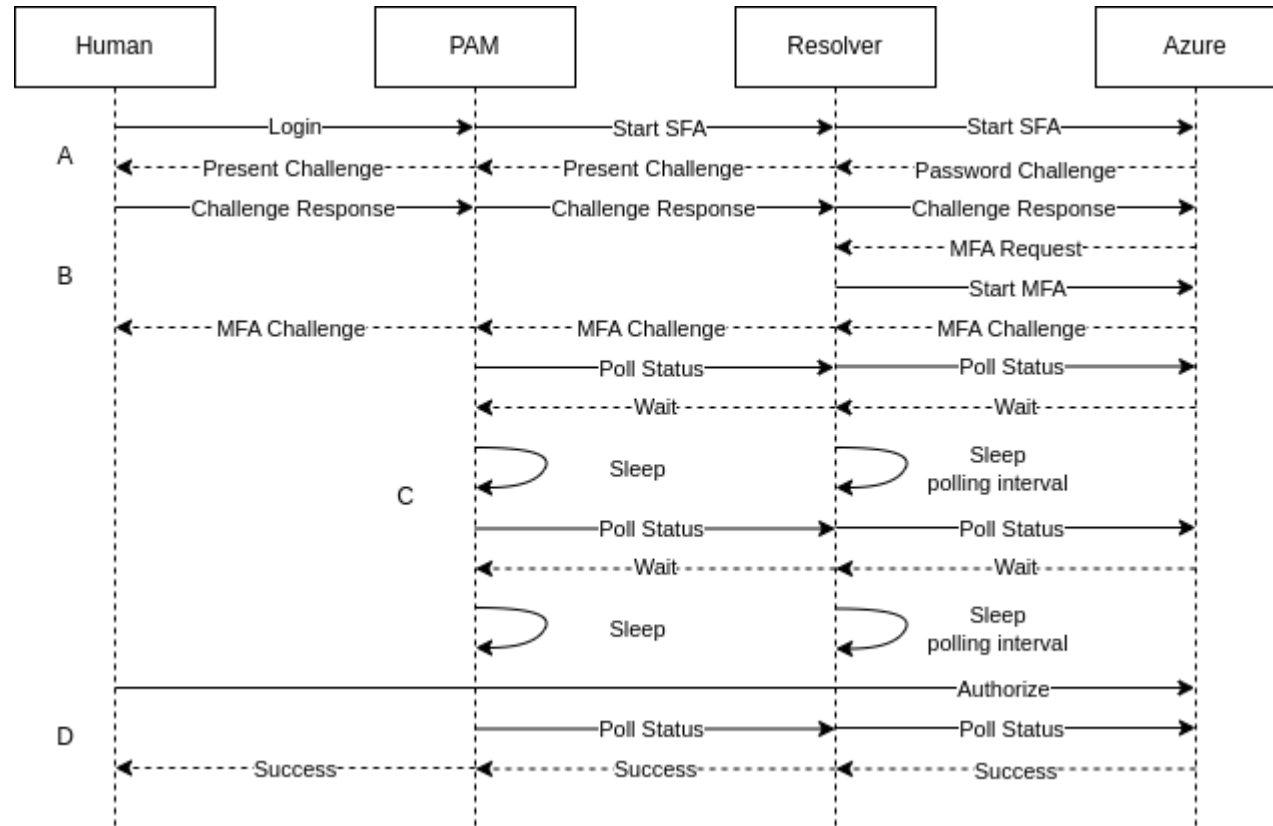 Human
PAM
Resolver
Azure
Login
Start SFA
Start SFA
A
Present Challenge
Present Challenge
Password Challenge
Challenge Response
Challenge Response
Challenge Response
MFA Request
B
Start MFA
MFA Challenge
MFA Challenge
MFA Challenge
Poll Status
Poll Status
Wait
Wait
Sleep
Sleep
polling interval
C
Poll Status
Poll Status
Wait
Wait
Sleep
Sleep
polling interval
Authorize
D
Poll Status
Poll Status
Success
Success
Success